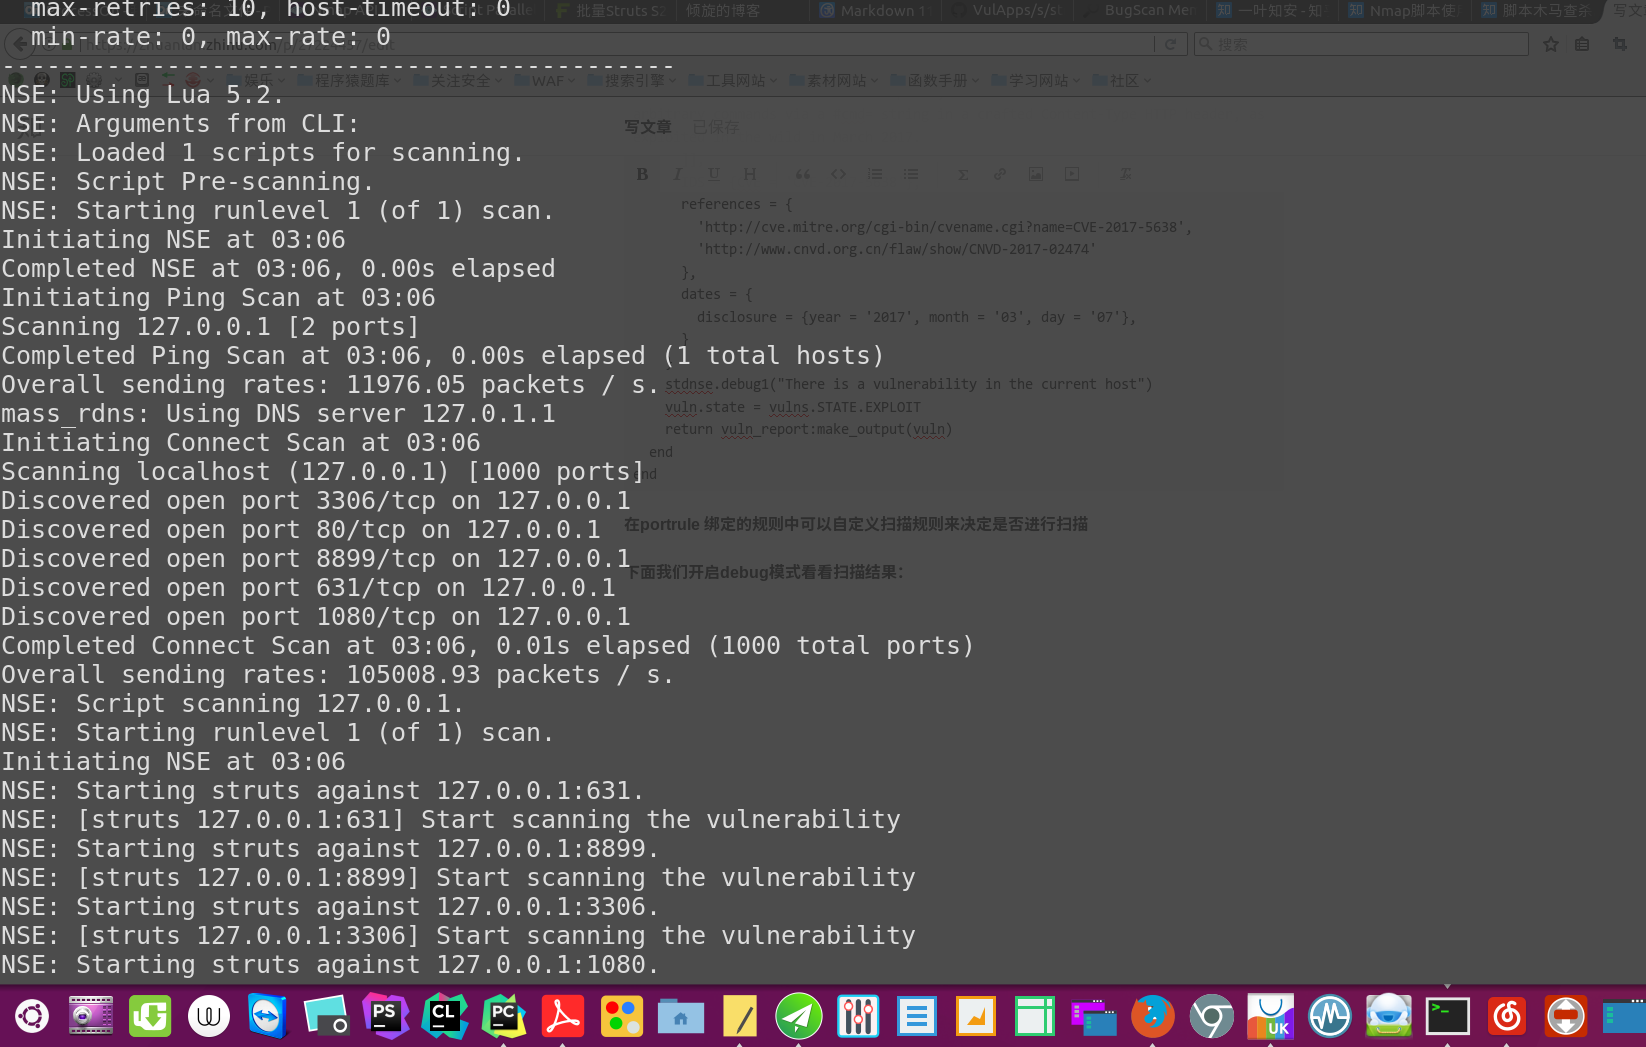 max-retries: 10, host-timeout: 0
min-rate: 0, max-rate: 0
---------------------------------------------
NSE: Using Lua 5.2.
NSE: Arguments from CLI:
NSE: Loaded 1 scripts for scanning.
NSE: Script Pre-scanning.
NSE: Starting runlevel 1 (of 1) scan.
Initiating NSE at 03:06
Completed NSE at 03:06, 0.00s elapsed
Initiating Ping Scan at 03:06
Scanning 127.0.0.1 [2 ports]
Completed Ping Scan at 03:06, 0.00s elapsed (1 total hosts)
Overall sending rates: 11976.05 packets / s.
mass_rdns: Using DNS server 127.0.1.1
Initiating Connect Scan at 03:06
Scanning localhost (127.0.0.1) [1000 ports]
Discovered open port 3306/tcp on 127.0.0.1
Discovered open port 80/tcp on 127.0.0.1
Discovered open port 8899/tcp on 127.0.0.1
Discovered open port 631/tcp on 127.0.0.1
Discovered open port 1080/tcp on 127.0.0.1
Completed Connect Scan at 03:06, 0.01s elapsed (1000 total ports)
Overall sending rates: 105008.93 packets / s.
NSE: Script scanning 127.0.0.1.
NSE: Starting runlevel 1 (of 1) scan.
Initiating NSE at 03:06
NSE: Starting struts against 127.0.0.1:631.
NSE: [struts 127.0.0.1:631] Start scanning the vulnerability
NSE: Starting struts against 127.0.0.1:8899.
NSE: [struts 127.0.0.1:8899] Start scanning the vulnerability
NSE: Starting struts against 127.0.0.1:3306.
NSE: [struts 127.0.0.1:3306] Start scanning the vulnerability
NSE: Starting struts against 127.0.0.1:1080.
批量Struts S2 倾旋的博客 Markdown VulApps/s/st BugScan 知 一叶知安 - 知 知 Nmap脚本使 知 脚本木马查杀 写文
搜索
娱乐 程序猿题库 关注安全 WAF 搜索引擎 工具网站 素材网站 函数手册 学习网站 社区
写文章 已保存
B I U H
references = {
'http://cve.mitre.org/cgi-bin/cvename.cgi?name=CVE-2017-5638',
'http://www.cnvd.org.cn/flaw/show/CNVD-2017-02474'
},
dates = {
disclosure = {year = '2017', month = '03', day = '07'},
}
stdnse.debug1("There is a vulnerability in the current host")
vuln.state = vulns.STATE.EXPLOIT
return vuln_report:make_output(vuln)
end
end
在portrule 绑定的规则中可以自定义扫描规则来决定是否进行扫描
下面我们开启debug模式看看扫描结果：
PS CL PC UK